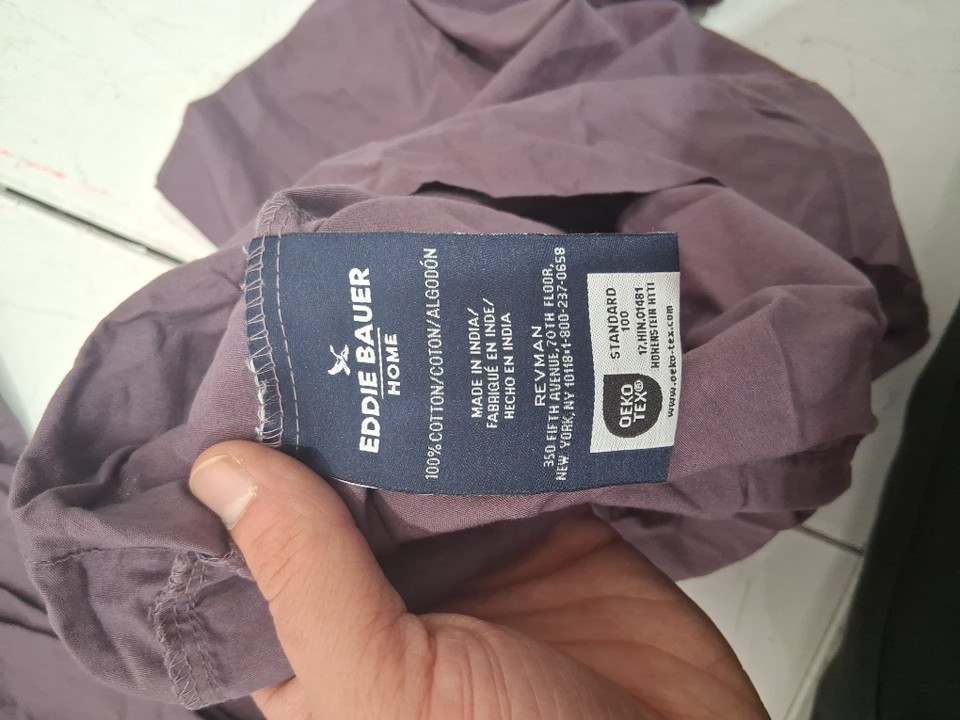 EDDIE BAUER
HOME
100% COTTON/COTON/ALGODÓN
MADE IN INDIA/
FABRIQUÉ EN INDE/
HECHO EN INDIA
REVMAN
350 FIFTH AVENUE, 70TH FLOOR,
NEW YORK, NY 10118•1-800-237-0658
OEKO
TEX®
STANDARD
100
17.HIN.01481
HOHENSTEIN HTTI
www.oeko-tex.com